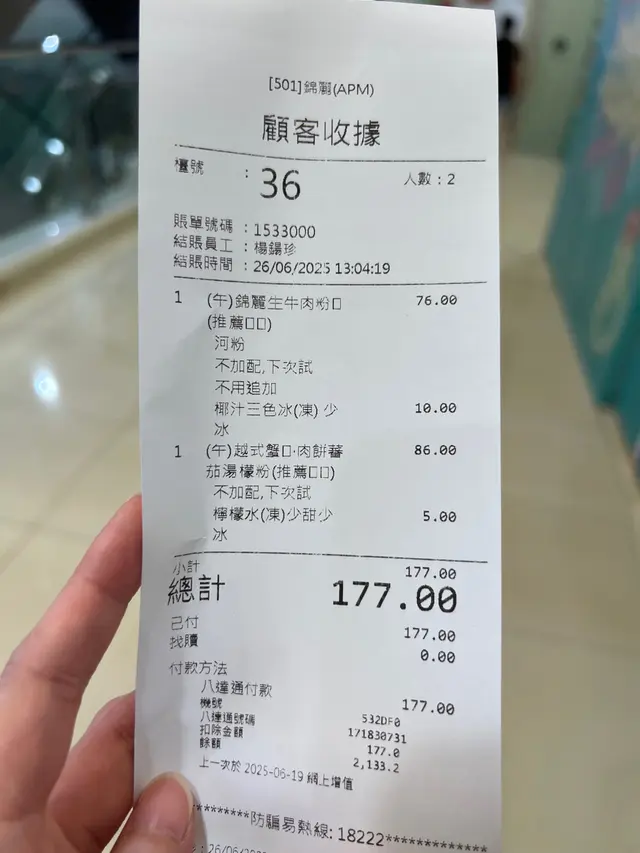 [501]錦麗(APM)
顧客收據
檯號 : 36 人數 : 2
賬單號碼 : 1533000
結賬員工 : 楊錫珍
結賬時間 : 26/06/2025 13:04:19
1 (午)錦麗生牛肉粉□ 76.00
(推薦□□)
河粉
不加配,下次試
不用追加
椰汁三色冰(凍) 少 10.00
冰
1 (午)越式蟹□·肉餅蕃 86.00
茄湯檬粉(推薦□□)
不加配,下次試
檸檬水(凍)少甜少 5.00
冰
小計 177.00
總計 177.00
已付 177.00
找贖 0.00
付款方法
八達通付款 177.00
機號 532DF0
八達通號碼 171830731
扣除金額 177.0
餘額 2,133.2
上一次於 2025-06-19 網上增值
*********防騙易熱線: 18222*************
: 26/06/202